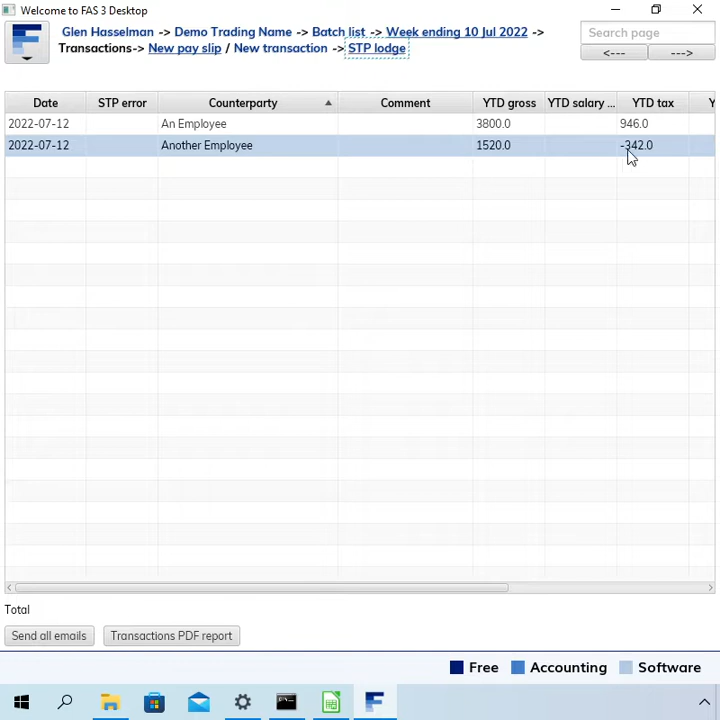 Welcome to FAS 3 Desktop
Glen Hasselman -> Demo Trading Name -> Batch list -> Week ending 10 Jul 2022 ->
Transactions-> New pay slip / New transaction -> STP lodge
Search page
<--- --->
Date STP error Counterparty Comment YTD gross YTD salary ... YTD tax Y
2022-07-12 An Employee 3800.0 946.0
2022-07-12 Another Employee 1520.0 -342.0
Total
Send all emails Transactions PDF report
Free Accounting Software